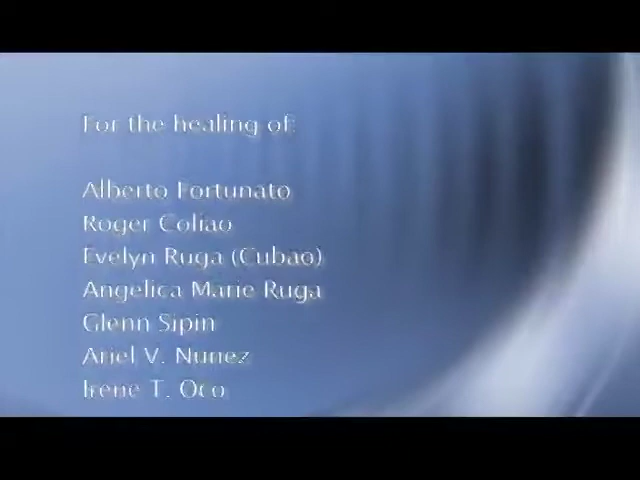 For the healing of:
Alberto Fortunato
Roger Coliao
Evelyn Ruga (Cubao)
Angelica Marie Ruga
Glenn Sipin
Ariel V. Nunez
Irene T. Oco